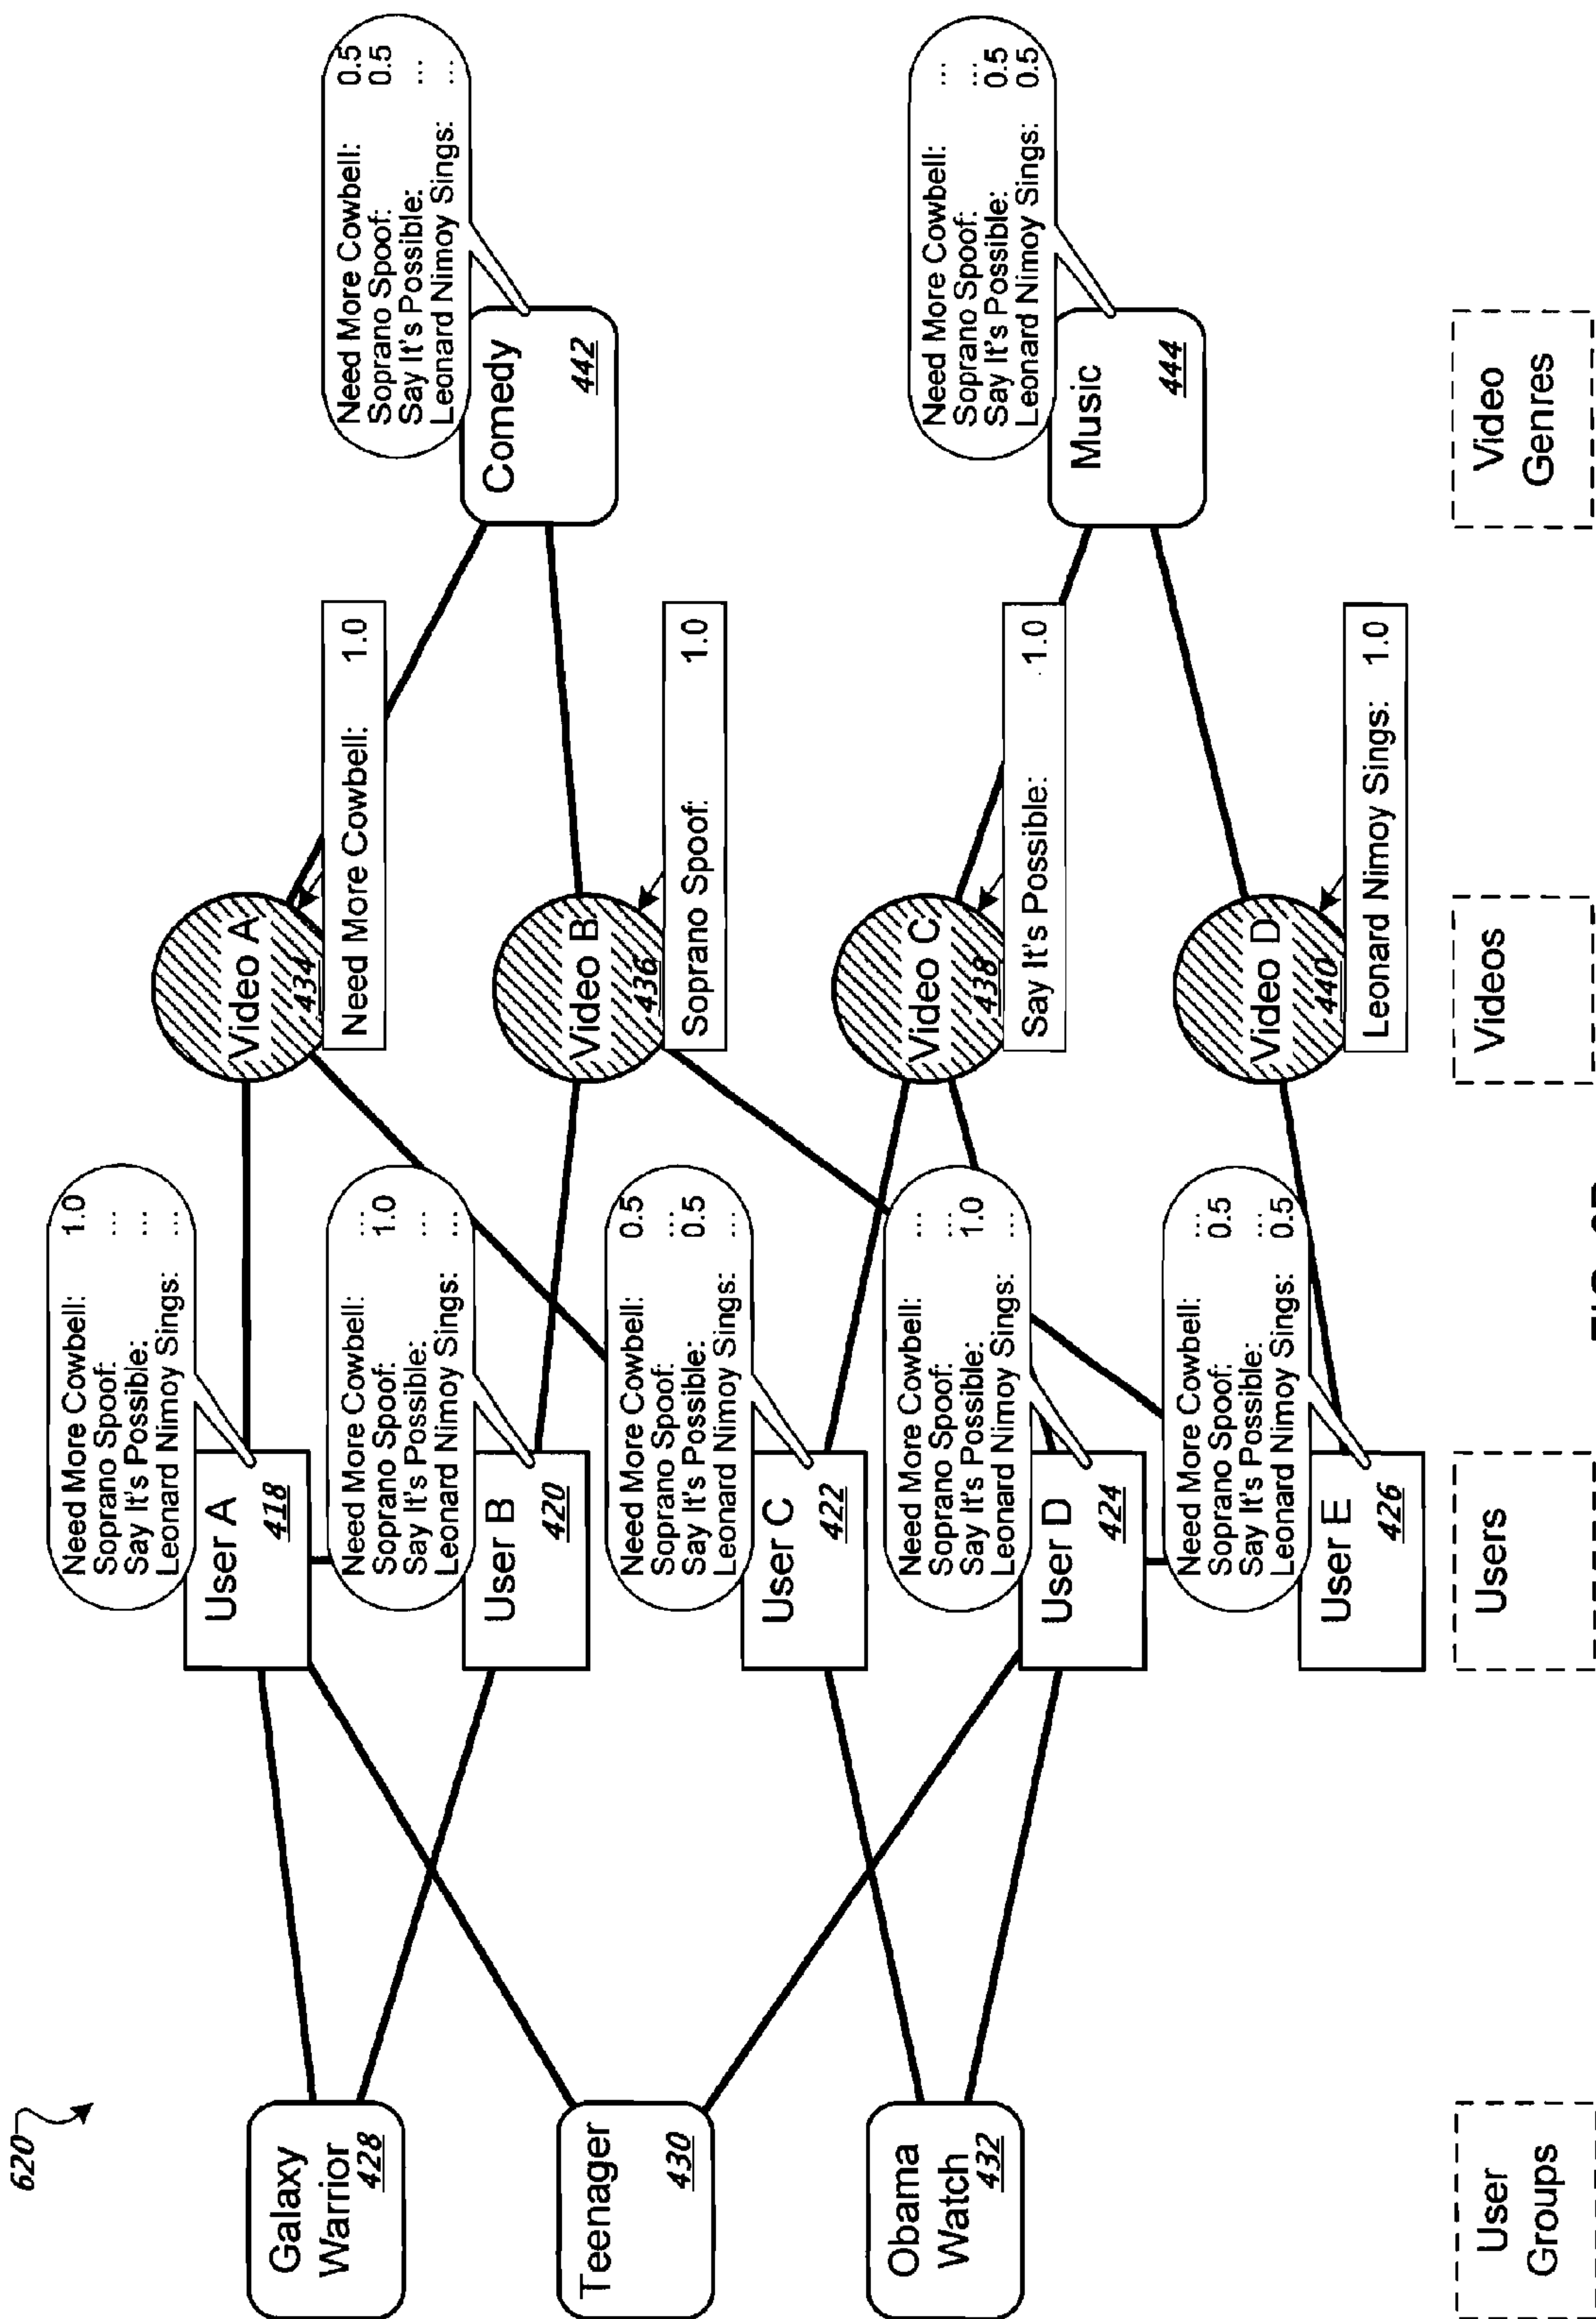 620
Galaxy
Warrior
428
Teenager
430
Obama
Watch
432
User
Groups
Need More Cowbell: 1.0
Soprano Spoof: ...
Say It's Possible: ...
Leonard Nimoy Sings: ...
User A
418
Need More Cowbell: ...
Soprano Spoof: 1.0
Say It's Possible: ...
Leonard Nimoy Sings: ...
User B
420
Need More Cowbell: 0.5
Soprano Spoof: ...
Say It's Possible: 0.5
Leonard Nimoy Sings: ...
User C
422
Need More Cowbell: ...
Soprano Spoof: ...
Say It's Possible: 1.0
Leonard Nimoy Sings: ...
User D
424
Need More Cowbell: ...
Soprano Spoof: 0.5
Say It's Possible: ...
Leonard Nimoy Sings: 0.5
User E
426
Users
Video A
434
Need More Cowbell: 1.0
Video B
436
Soprano Spoof: 1.0
Video C
438
Say It's Possible: 1.0
Video D
440
Leonard Nimoy Sings: 1.0
Videos
Need More Cowbell: 0.5
Soprano Spoof: 0.5
Say It's Possible: ...
Leonard Nimoy Sings: ...
Comedy
442
Need More Cowbell: ...
Soprano Spoof: ...
Say It's Possible: 0.5
Leonard Nimoy Sings: 0.5
Music
444
Video
Genres